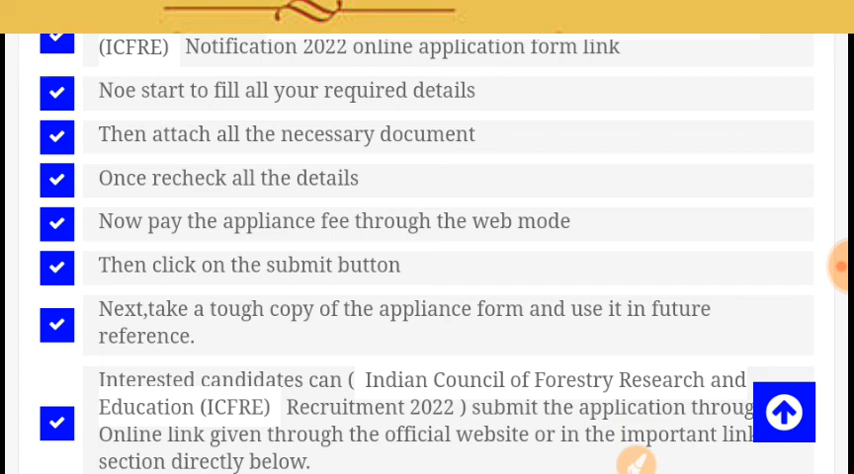 (ICFRE) Notification 2022 online application form link
Noe start to fill all your required details
Then attach all the necessary document
Once recheck all the details
Now pay the appliance fee through the web mode
Then click on the submit button
Next,take a tough copy of the appliance form and use it in future
reference.
Interested candidates can ( Indian Council of Forestry Research and
Education (ICFRE) Recruitment 2022 ) submit the application throug
Online link given through the official website or in the important link
section directly below.